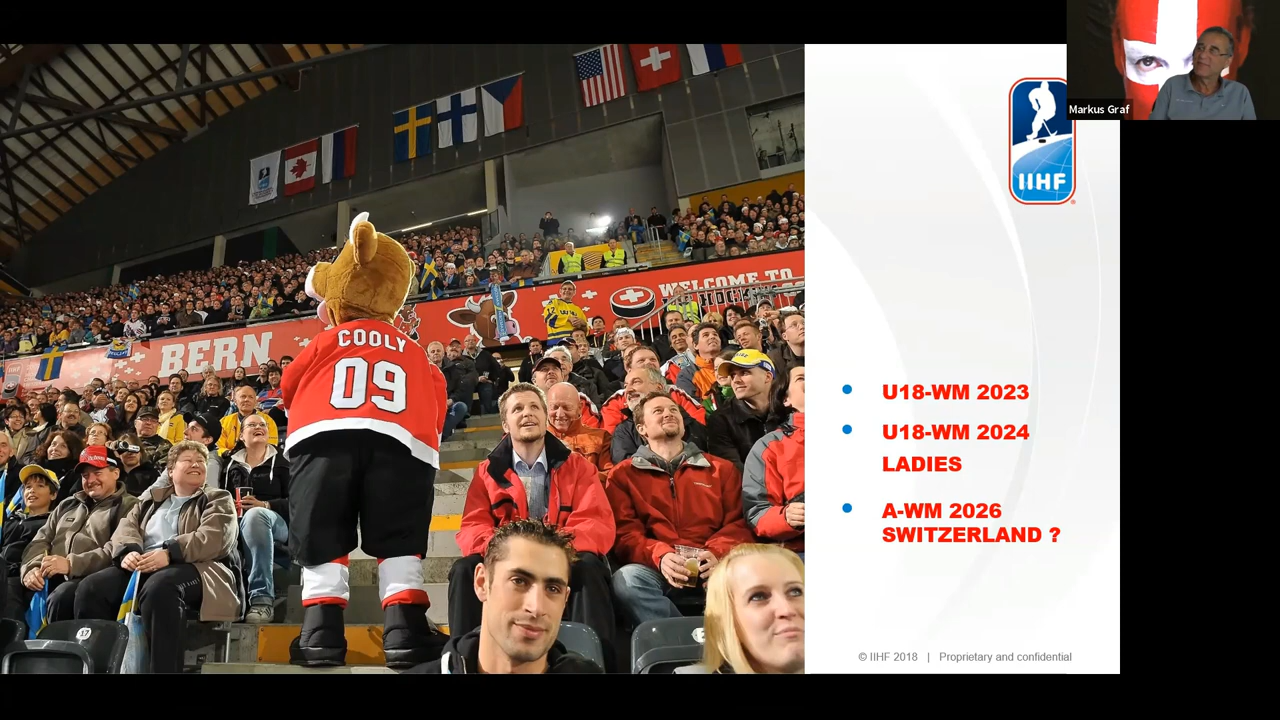 Markus Graf
IIHF
WELCOME TO
BERN
COOLY
09
17
U18-WM 2023
U18-WM 2024
LADIES
A-WM 2026
SWITZERLAND ?
© IIHF 2018 | Proprietary and confidential